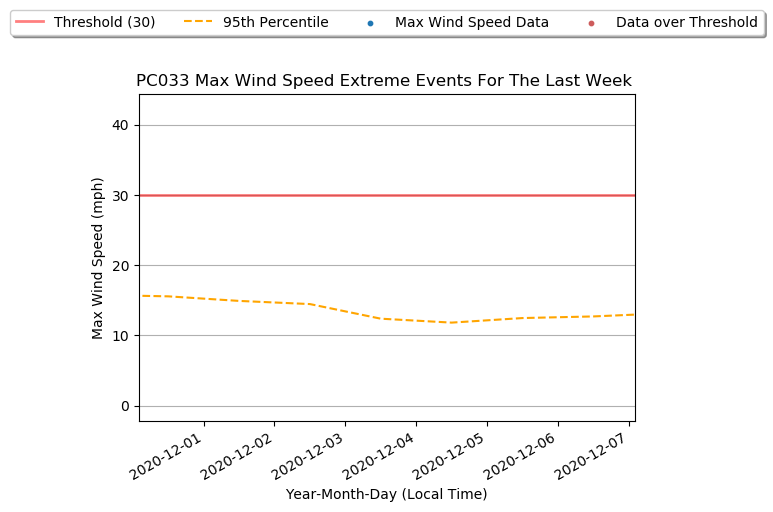 Threshold (30) 95th Percentile Max Wind Speed Data Data over Threshold
PC033 Max Wind Speed Extreme Events For The Last Week
Max Wind Speed (mph)
40
30
20
10
0
2020-12-01 2020-12-02 2020-12-03 2020-12-04 2020-12-05 2020-12-06 2020-12-07
Year-Month-Day (Local Time)